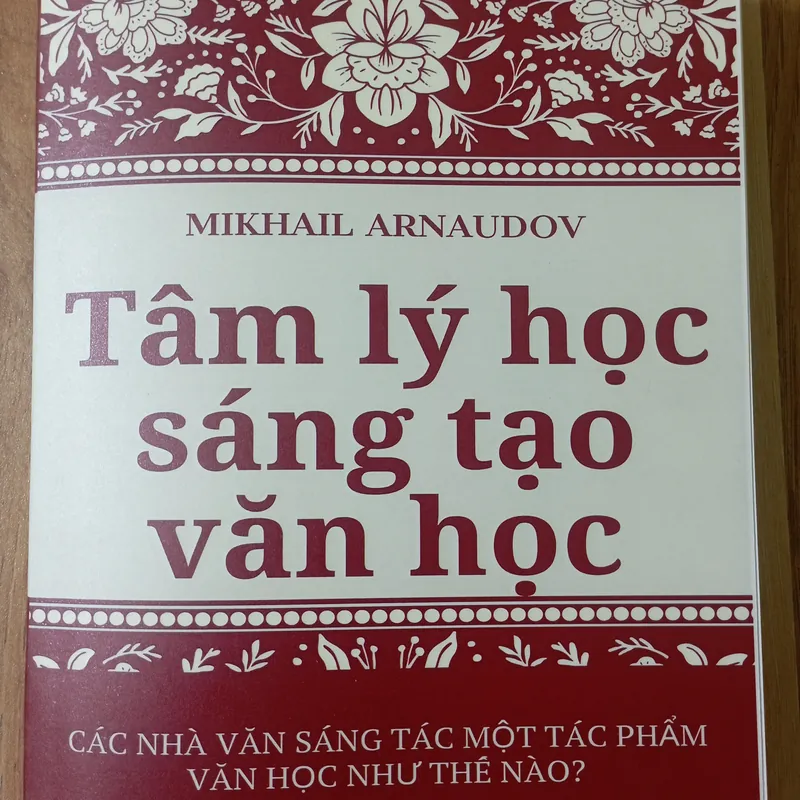 MIKHAIL ARNAUDOV
Tâm lý học
sáng tạo
văn học
CÁC NHÀ VĂN SÁNG TÁC MỘT TÁC PHẨM
VĂN HỌC NHƯ THẾ NÀO?